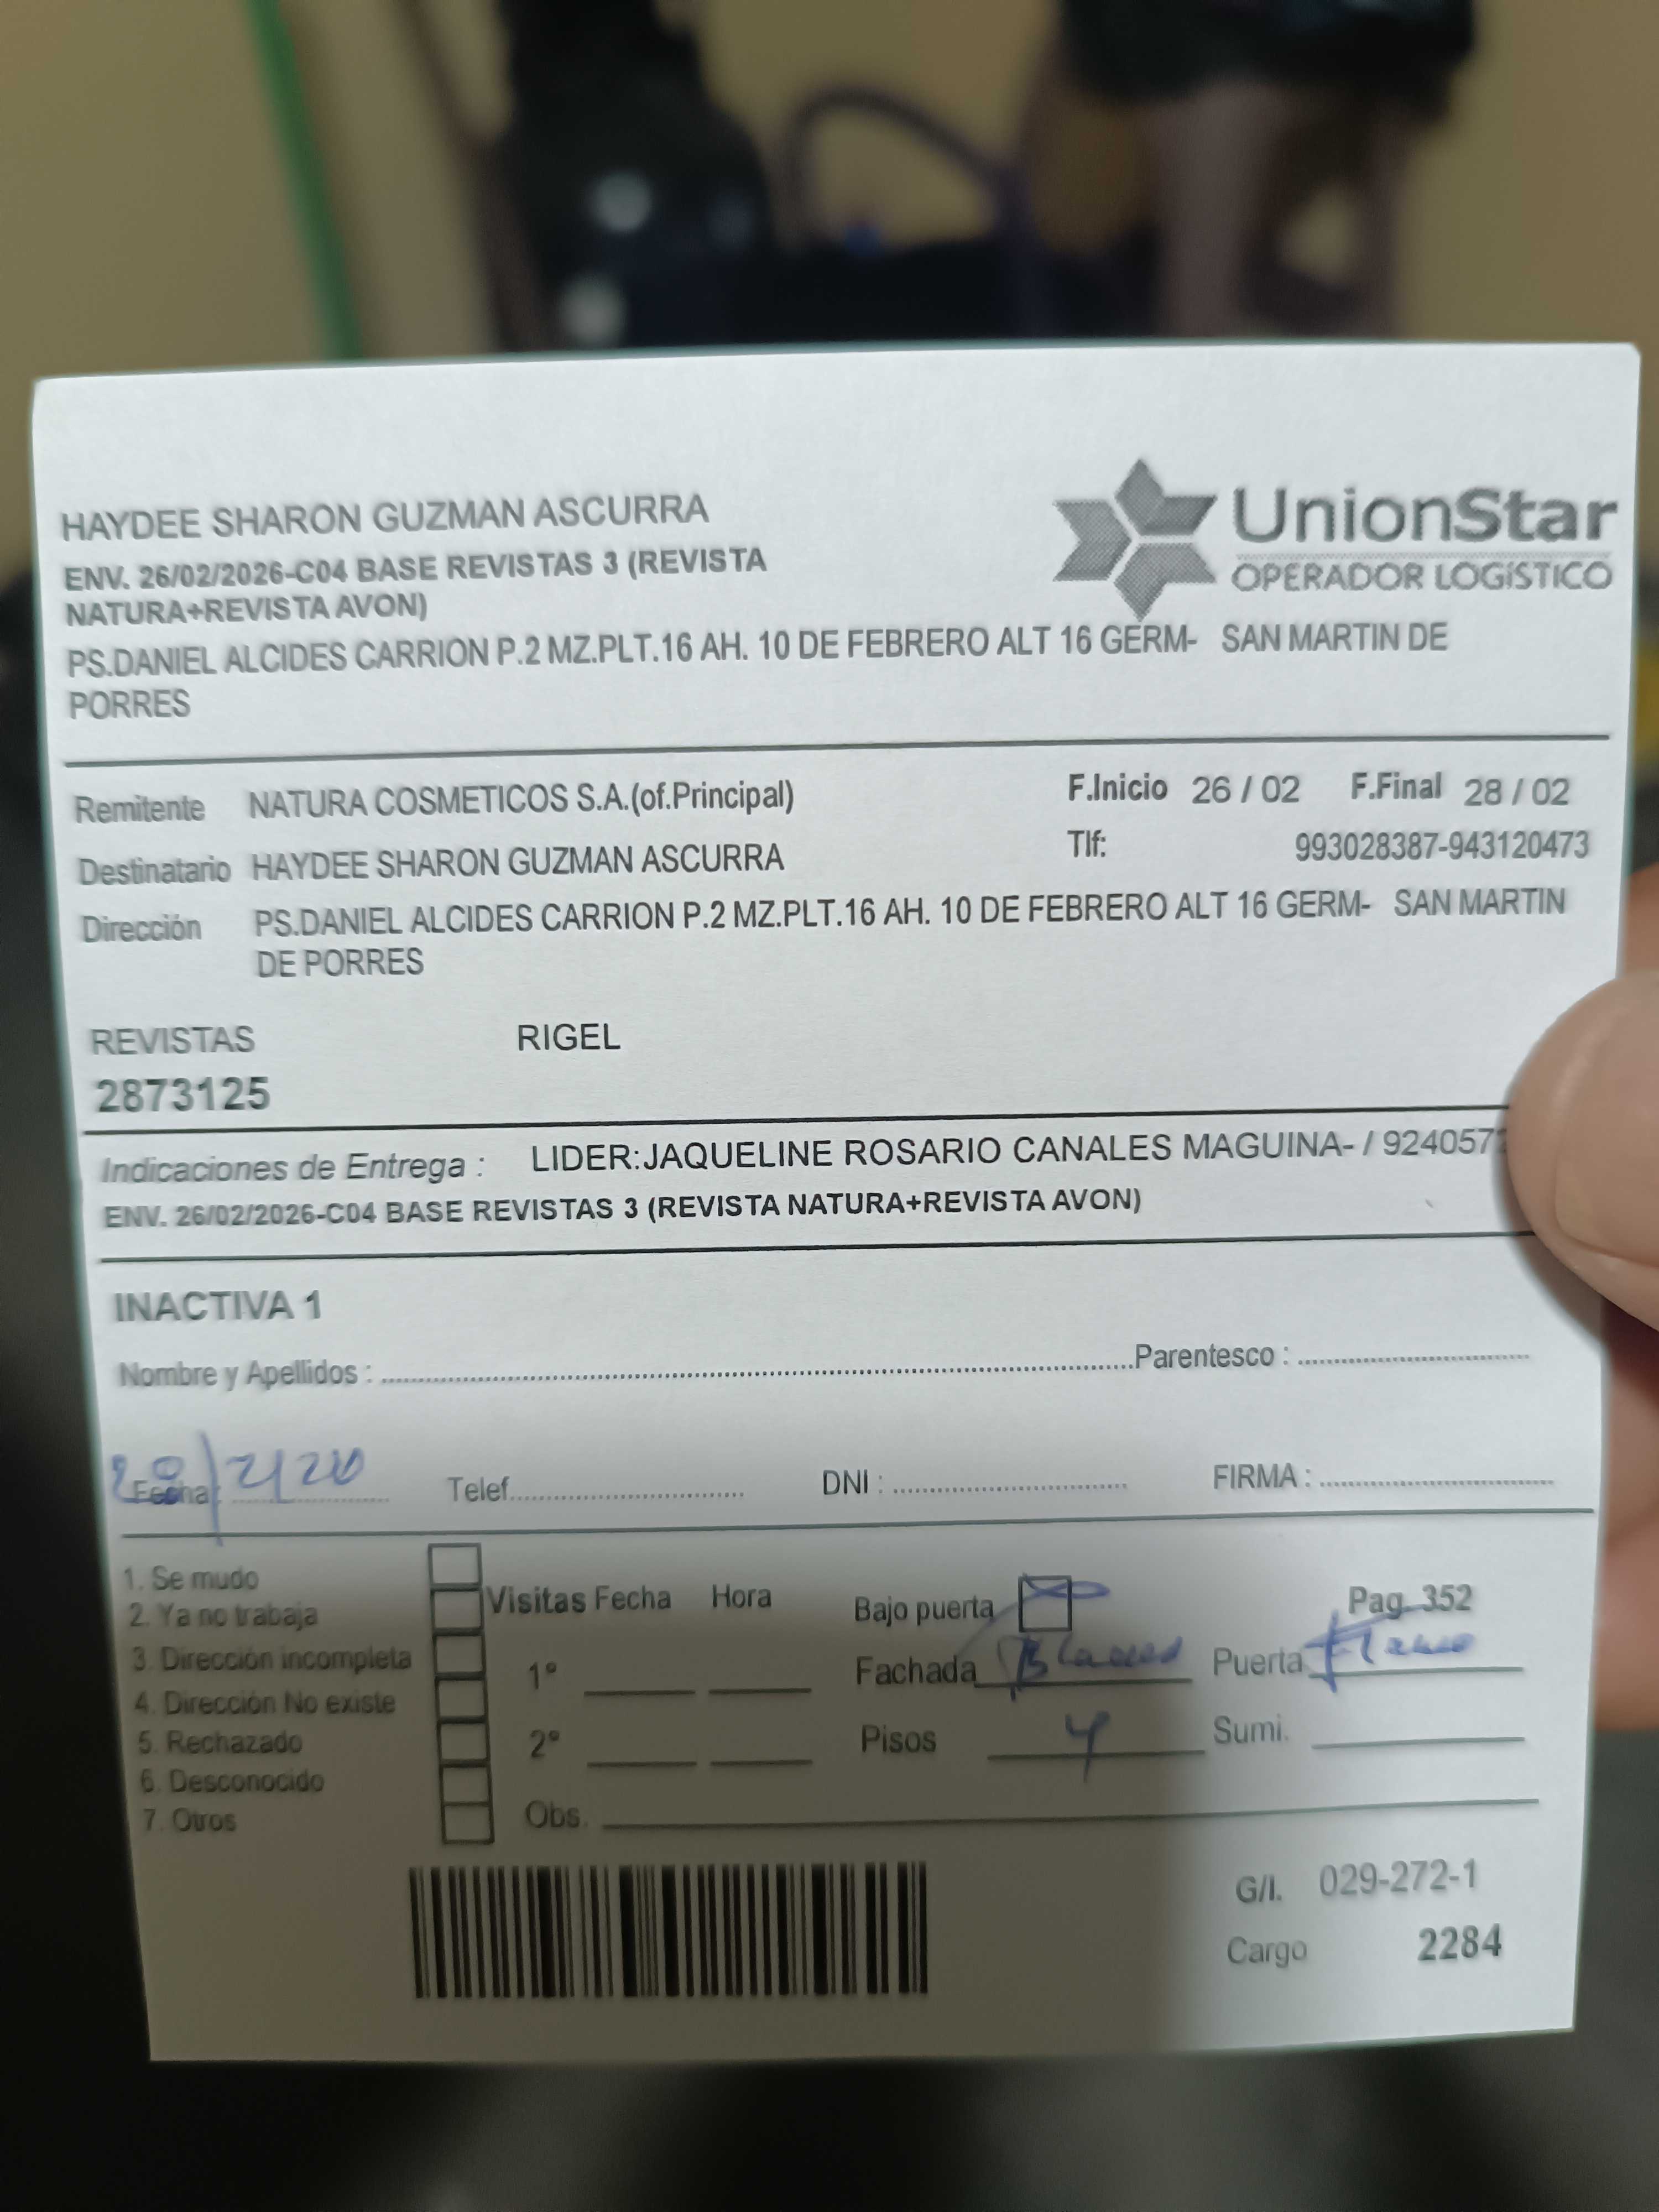 HAYDEE SHARON GUZMAN ASCURRA
UnionStar
OPERADOR LOGÍSTICO
ENV. 26/02/2026-C04 BASE REVISTAS 3 (REVISTA
NATURA+REVISTA AVON)
PS.DANIEL ALCIDES CARRION P.2 MZ.PLT.16 AH. 10 DE FEBRERO ALT 16 GERM- SAN MARTIN DE
PORRES
Remitente NATURA COSMETICOS S.A.(of.Principal) F.Inicio 26 / 02 F.Final 28 / 02
Destinatario HAYDEE SHARON GUZMAN ASCURRA Tlf: 993028387-943120473
Dirección PS.DANIEL ALCIDES CARRION P.2 MZ.PLT.16 AH. 10 DE FEBRERO ALT 16 GERM- SAN MARTIN
DE PORRES
REVISTAS RIGEL
2873125
Indicaciones de Entrega : LIDER:JAQUELINE ROSARIO CANALES MAGUINA- / 924057
ENV. 26/02/2026-C04 BASE REVISTAS 3 (REVISTA NATURA+REVISTA AVON)
INACTIVA 1
Nombre y Apellidos : Parentesco :
Fecha: Telef. DNI : FIRMA :
1. Se mudo
2. Ya no trabaja
3. Dirección incompleta
4. Dirección No existe
5. Rechazado
6. Desconocido
7. Otros
Visitas Fecha Hora
1°
2°
Obs.
Bajo puerta Pag. 352
Fachada Puerta
Pisos 4 Sumi.
G/I. 029-272-1
Cargo 2284